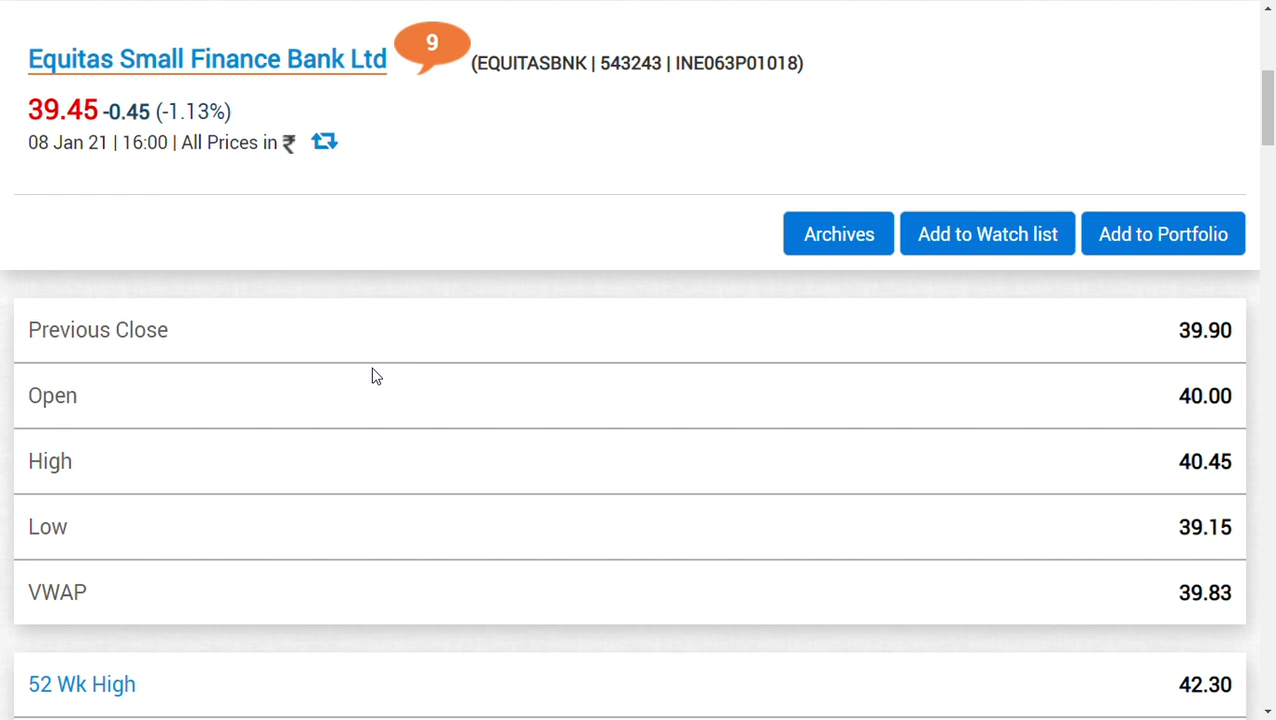 Equitas Small Finance Bank Ltd 9 (EQUITASBNK | 543243 | INE063P01018)
39.45 -0.45 (-1.13%)
08 Jan 21 | 16:00 | All Prices in ₹
Archives Add to Watch list Add to Portfolio
Previous Close 39.90
Open 40.00
High 40.45
Low 39.15
VWAP 39.83
52 Wk High 42.30